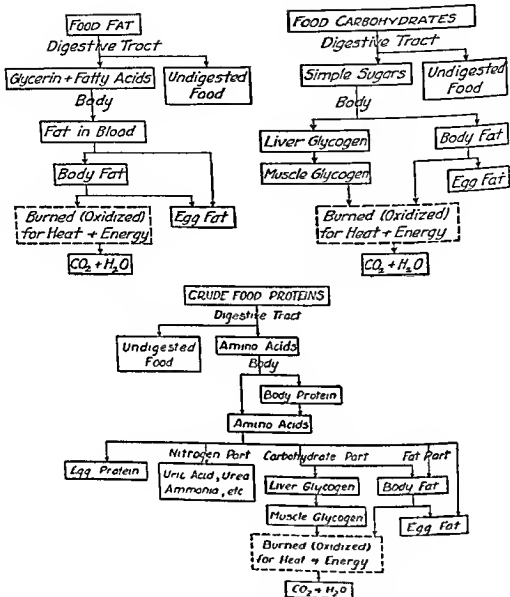 FOOD FAT
Digestive Tract
Glycerin + Fatty Acids
Undigested
Food
Body
Fat in Blood
Body Fat
Burned (Oxidized)
for Heat + Energy
Egg Fat
CO₂ + H₂O
FOOD CARBOHYDRATES
Digestive Tract
Simple Sugars
Undigested
Food
Body
Liver Glycogen
Body
Fat
Muscle Glycogen
Egg Fat
Burned (Oxidized)
for Heat + Energy
CO₂ + H₂O
CRUDE FOOD PROTEINS
Digestive Tract
Undigested
Food
Amino Acids
Body
Body Protein
Amino Acids
Nitrogen Part
Carbohydrate Part
Fat Part
Egg Protein
Uric Acid, Urea
Ammonia, etc
Liver Glycogen
Body Fat
Muscle Glycogen
Egg Fat
Burned (Oxidized)
for Heat + Energy
CO₂ + H₂O